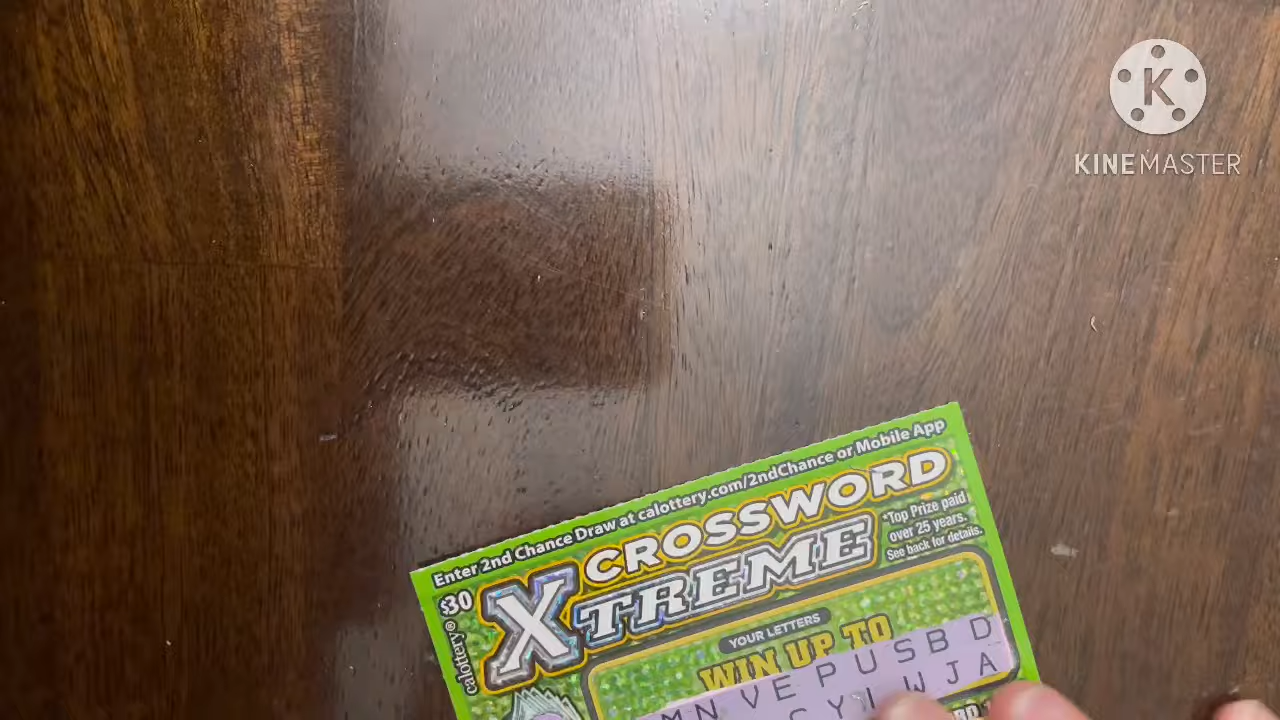 KINEMASTER
Enter 2nd Chance Draw at calottery.com/2ndChance or Mobile App
$30
calottery®
CROSSWORD
XTREME
*Top Prize paid
over 25 years.
See back for details.
YOUR LETTERS
WIN UP TO
M N V E P U S B D
Y W J A